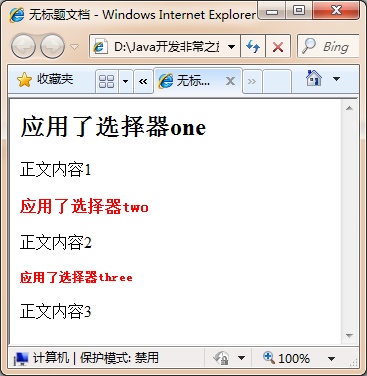 无标题文档 - Windows Internet Explorer
D:\Java开发非常之旅
Bing
收藏夹
无标...
应用了选择器one
正文内容1
应用了选择器two
正文内容2
应用了选择器three
正文内容3
计算机 | 保护模式: 禁用
100%